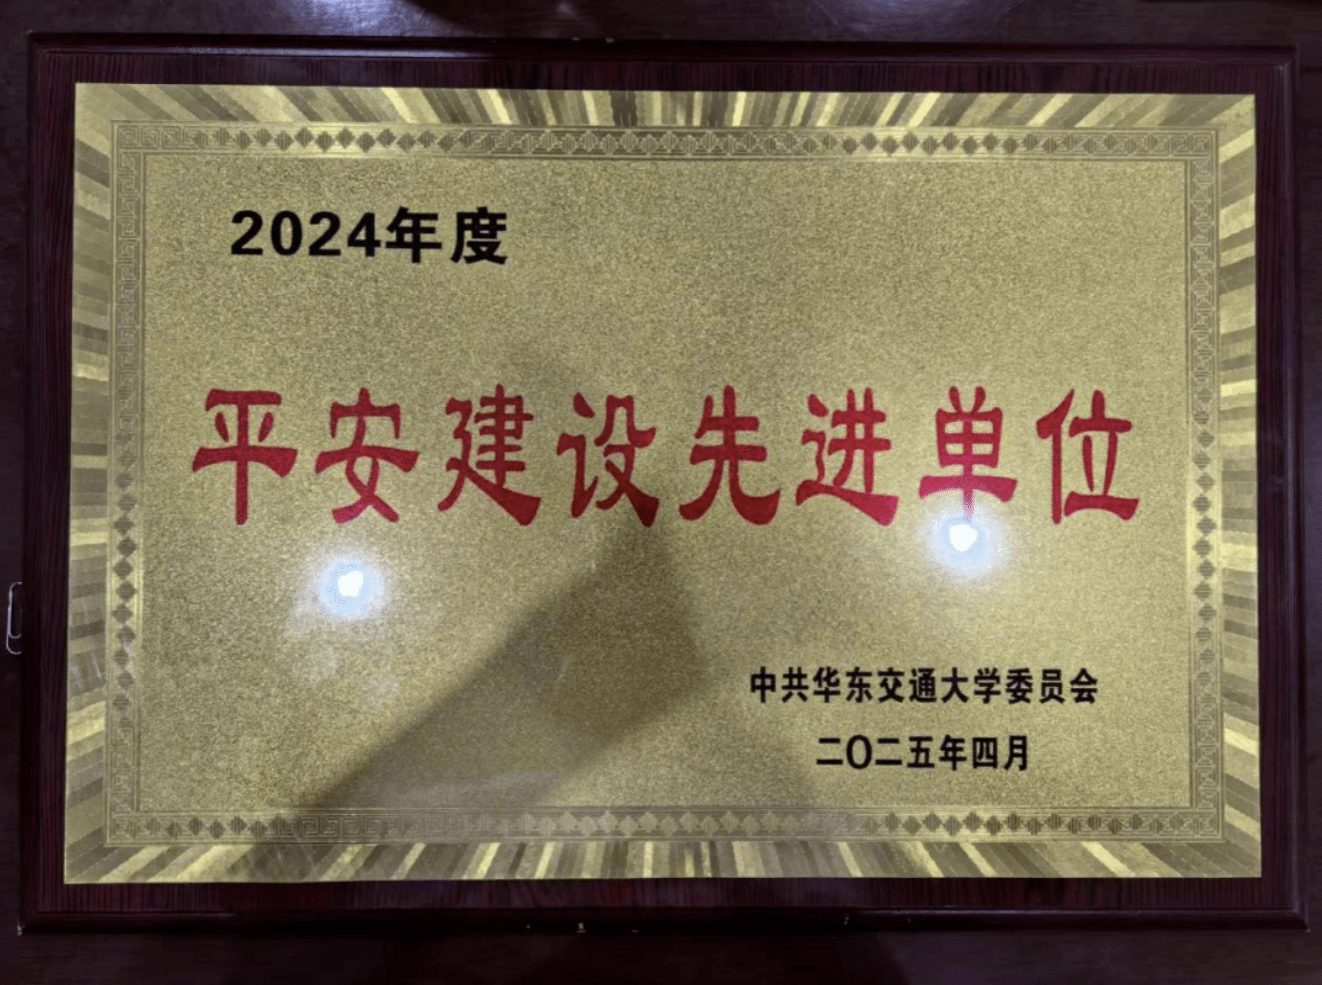 2024年度
平安建设先进单位
中共华东交通大学委员会
二〇二五年四月